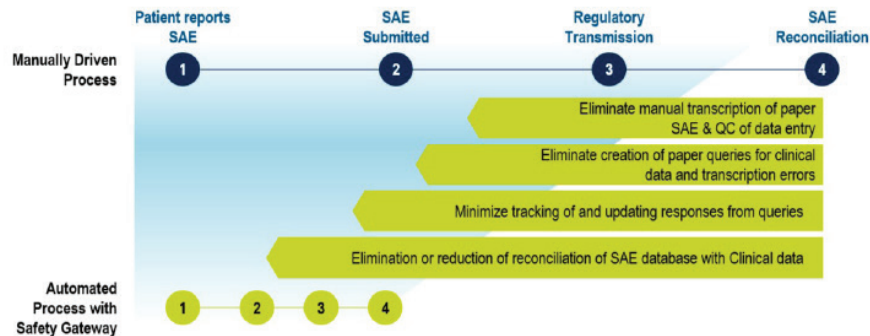 Patient reports
SAE
SAE
Submitted
Regulatory
Transmission
SAE
Reconciliation
Manually Driven
Process
1
2
3
4
Eliminate manual transcription of paper
SAE & QC of data entry
Eliminate creation of paper queries for clinical
data and transcription errors
Minimize tracking of and updating responses from queries
Elimination or reduction of reconciliation of SAE database with Clinical data
Automated
Process with
Safety Gateway
1
2
3
4